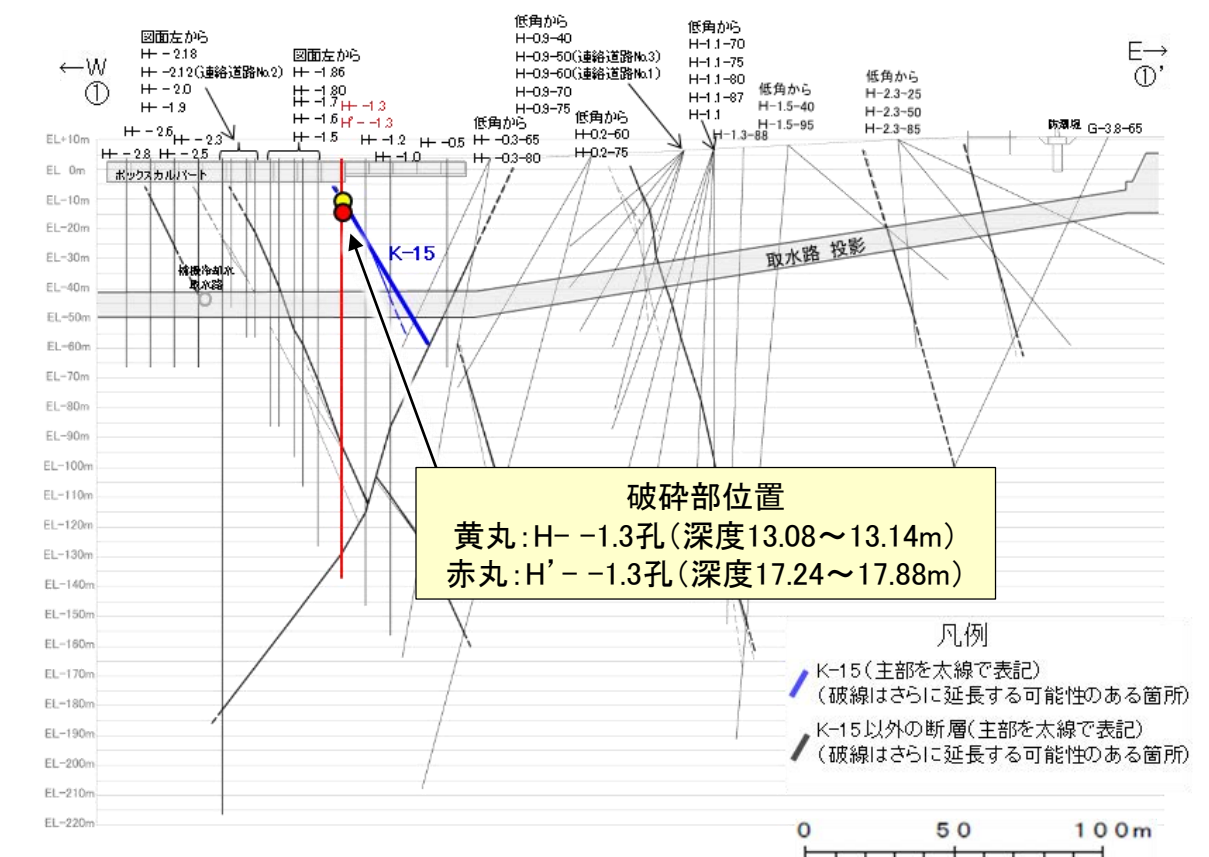 ←W
①
E→
①'
図面左から
H- -2.18
H- -2.12(連絡道路No.2)
H- -2.0
H- -1.9
図面左から
H- -1.86
H- -1.80
H- -1.7
H- -1.6
H- -1.5
H- -1.3
H'- -1.3
低角から
H-0.9-40
H-0.9-50(連絡道路No.3)
H-0.9-60(連絡道路No.1)
H-0.9-70
H-0.9-75
低角から
H-1.1-70
H-1.1-75
H-1.1-80
H-1.1-87
H-1.1
低角から
H-1.5-40
H-1.5-95
低角から
H-2.3-25
H-2.3-50
H-2.3-85
H-1.3-88
防潮堤
G-3.8-65
H- -2.6
H- -2.3
H- -2.8
H- -2.5
H- -1.2
H- -0.5
H- -1.0
低角から
H- -0.3-65
H- -0.3-80
低角から
H-0.2-60
H-0.2-75
ボックスカルバート
K-15
取水路 投影
補機冷却水
取水路
EL+10m
EL 0m
EL-10m
EL-20m
EL-30m
EL-40m
EL-50m
EL-60m
EL-70m
EL-80m
EL-90m
EL-100m
EL-110m
EL-120m
EL-130m
EL-140m
EL-150m
EL-160m
EL-170m
EL-180m
EL-190m
EL-200m
EL-210m
EL-220m
破砕部位置
黄丸:H- -1.3孔(深度13.08～13.14m)
赤丸:H'- -1.3孔(深度17.24～17.88m)
凡例
K-15(主部を太線で表記)
(破線はさらに延長する可能性のある箇所)
K-15以外の断層(主部を太線で表記)
(破線はさらに延長する可能性のある箇所)
0 50 100m